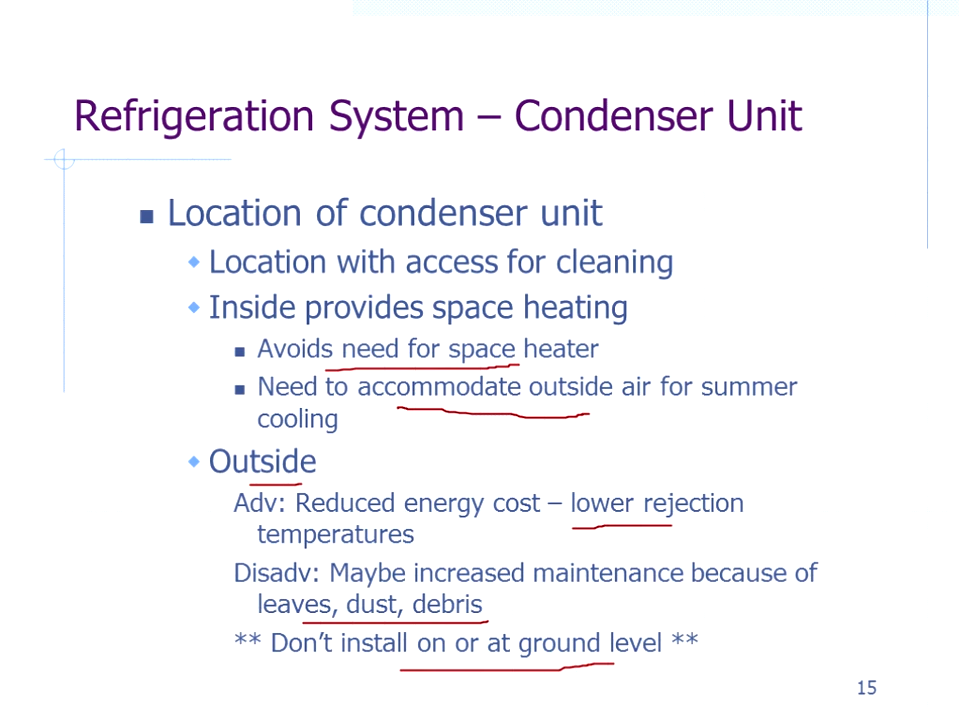 Refrigeration System – Condenser Unit
Location of condenser unit
Location with access for cleaning
Inside provides space heating
Avoids need for space heater
Need to accommodate outside air for summer
cooling
Outside
Adv: Reduced energy cost – lower rejection
temperatures
Disadv: Maybe increased maintenance because of
leaves, dust, debris
** Don't install on or at ground level **
15